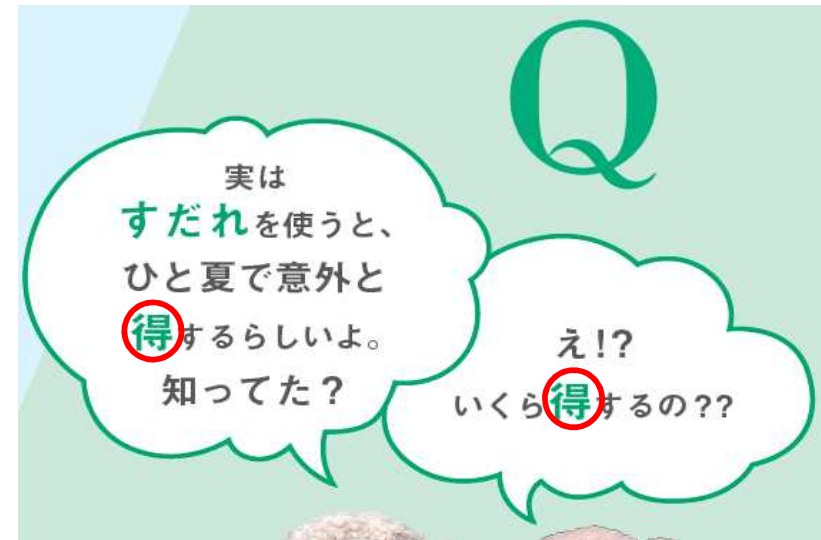 Q
実は
すだれを使うと、
ひと夏で意外と
得するらしいよ。
知ってた？
え!?
いくら得するの??